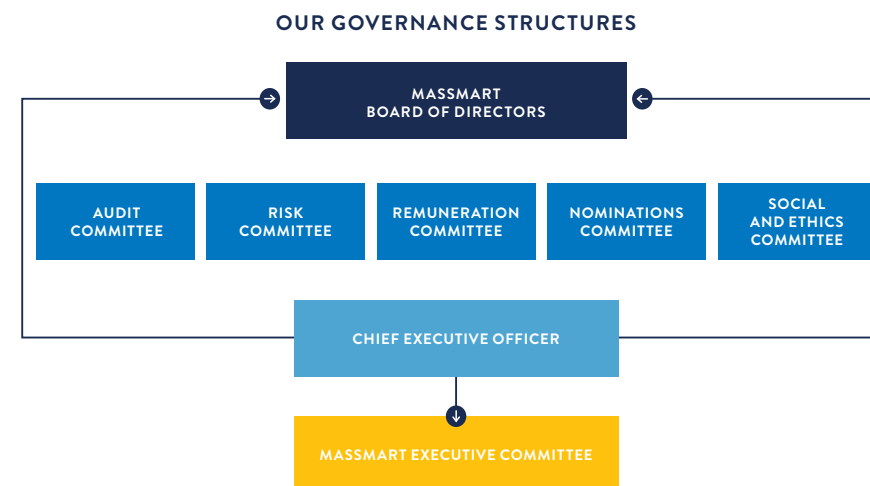 OUR GOVERNANCE STRUCTURES
MASSMART
BOARD OF DIRECTORS
AUDIT
COMMITTEE
RISK
COMMITTEE
REMUNERATION
COMMITTEE
NOMINATIONS
COMMITTEE
SOCIAL
AND ETHICS
COMMITTEE
CHIEF EXECUTIVE OFFICER
MASSMART EXECUTIVE COMMITTEE